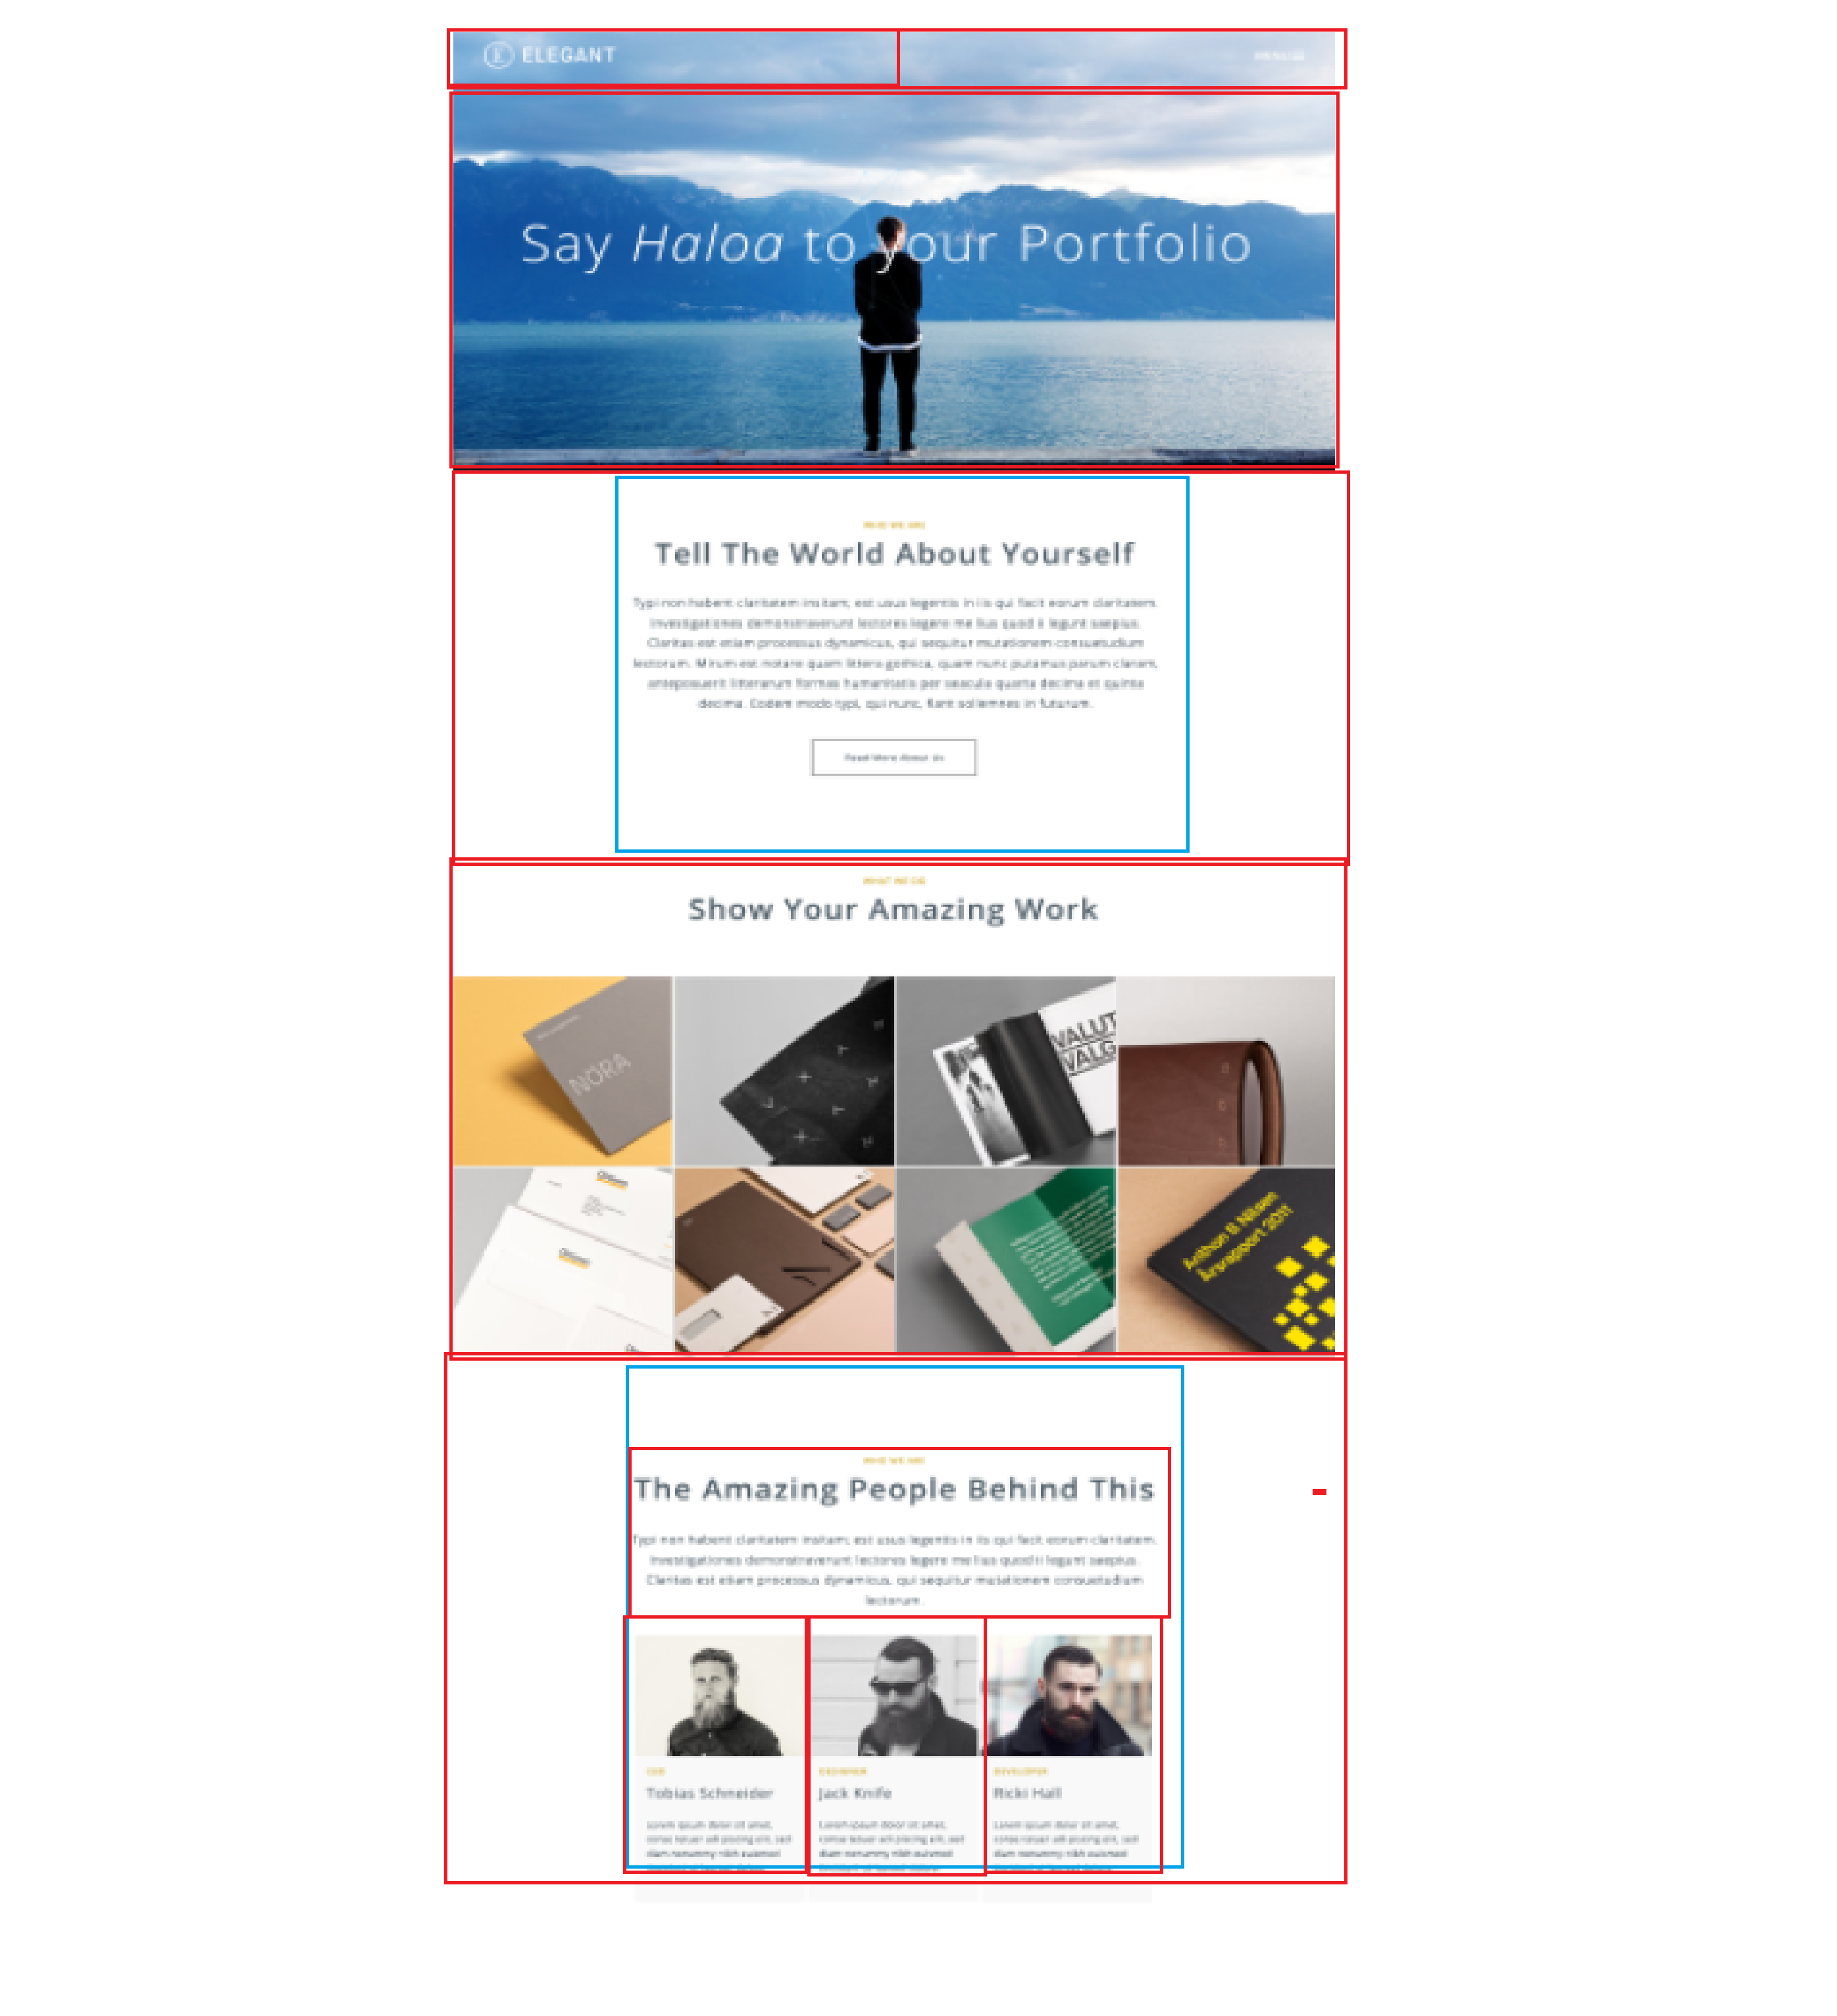 ELEGANT
MENU
Say Haloa to your Portfolio
WHO WE ARE
Tell The World About Yourself
Typi non habent claritatem insitam; est usus legentis in iis qui facit eorum claritatem.
Investigationes demonstraverunt lectores legere me lius quod ii legunt saepius.
Claritas est etiam processus dynamicus, qui sequitur mutationem consuetudium
lectorum. Mirum est notare quam littera gothica, quam nunc putamus parum claram,
anteposuerit litterarum formas humanitatis per seacula quarta decima et quinta
decima. Eodem modo typi, qui nunc, fiant sollemnes in futurum.
Read More About Us
WHAT WE DO
Show Your Amazing Work
NORA
VALUT
VALG
Anthon B Nilsen
Årsrapport 2011
WHO WE ARE
The Amazing People Behind This
Typi non habent claritatem insitam; est usus legentis in iis qui facit eorum claritatem.
Investigationes demonstraverunt lectores legere me lius quod ii legunt saepius.
Claritas est etiam processus dynamicus, qui sequitur mutationem consuetudium
lectorum.
CEO
Tobias Schneider
Lorem ipsum dolor sit amet,
adipiscing elit, sed
diam nonummy nibh euismod
DESIGNER
Jack Knife
Lorem ipsum dolor sit amet,
adipiscing elit, sed
diam nonummy nibh euismod
DEVELOPER
Ricki Hall
Lorem ipsum dolor sit amet,
adipiscing elit, sed
diam nonummy nibh euismod